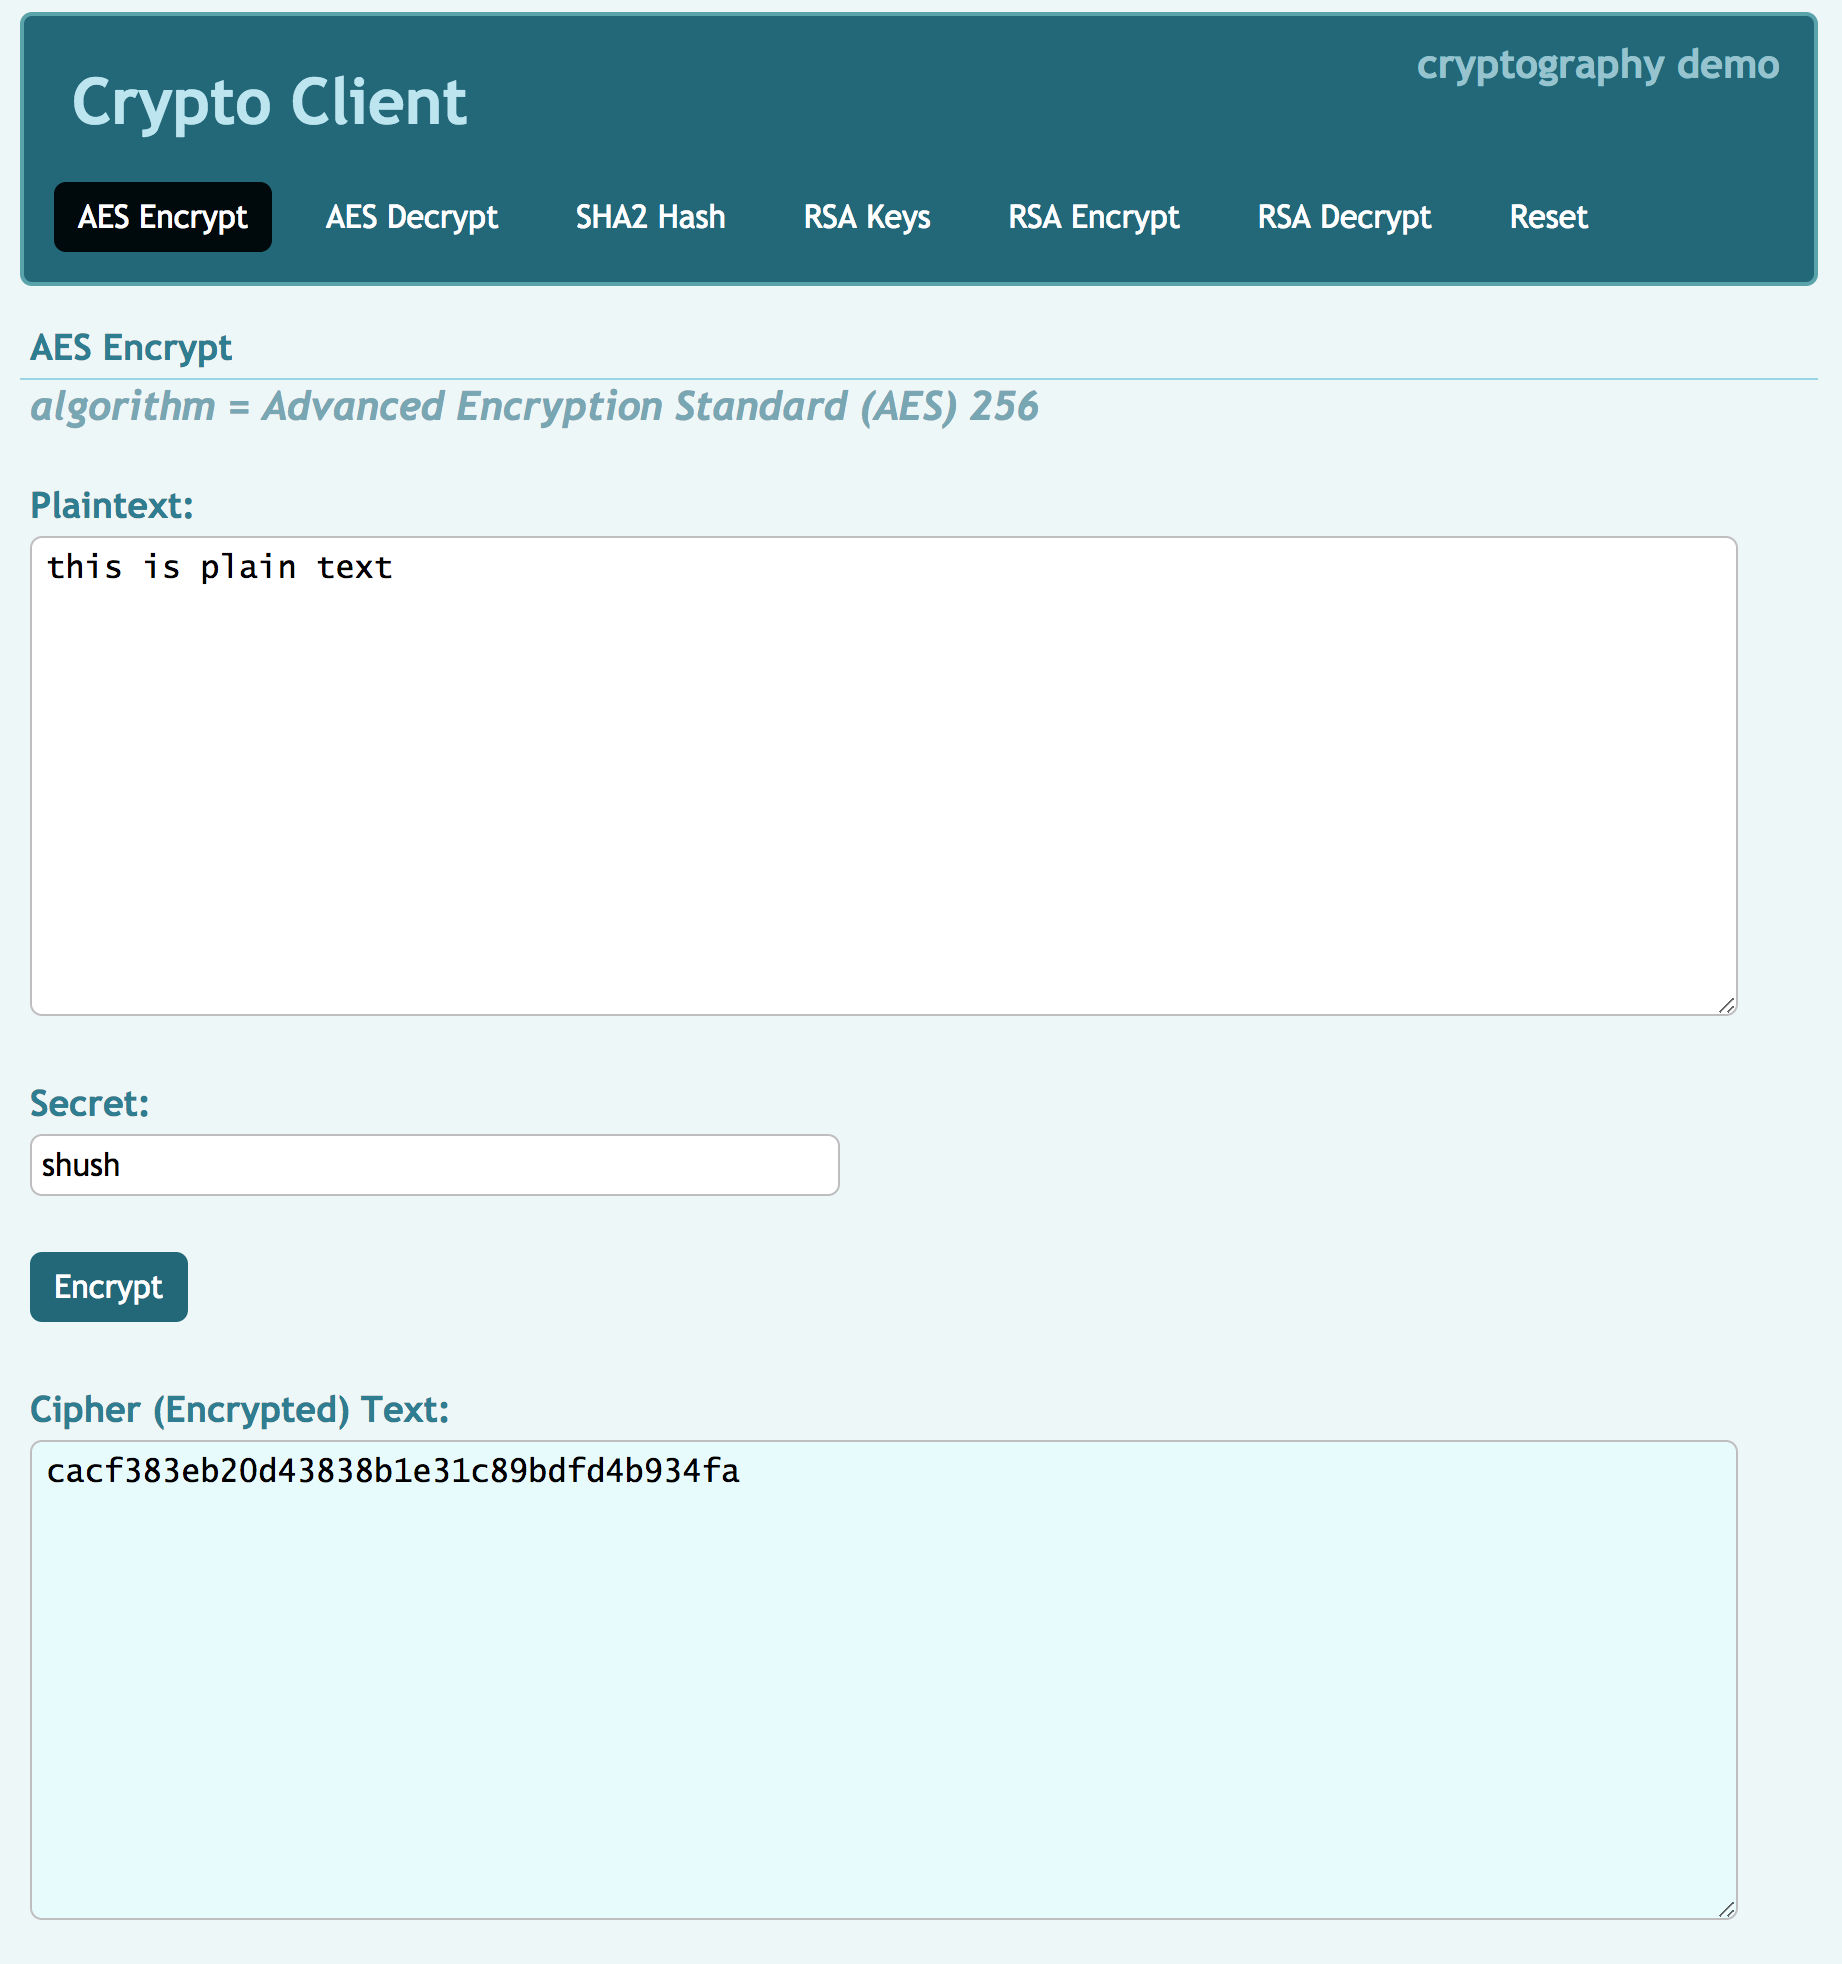 cryptography demo
Crypto Client
AES Encrypt AES Decrypt SHA2 Hash RSA Keys RSA Encrypt RSA Decrypt Reset
AES Encrypt
algorithm = Advanced Encryption Standard (AES) 256
Plaintext:
this is plain text
Secret:
shush
Encrypt
Cipher (Encrypted) Text:
cacf383eb20d43838b1e31c89bdfd4b934fa